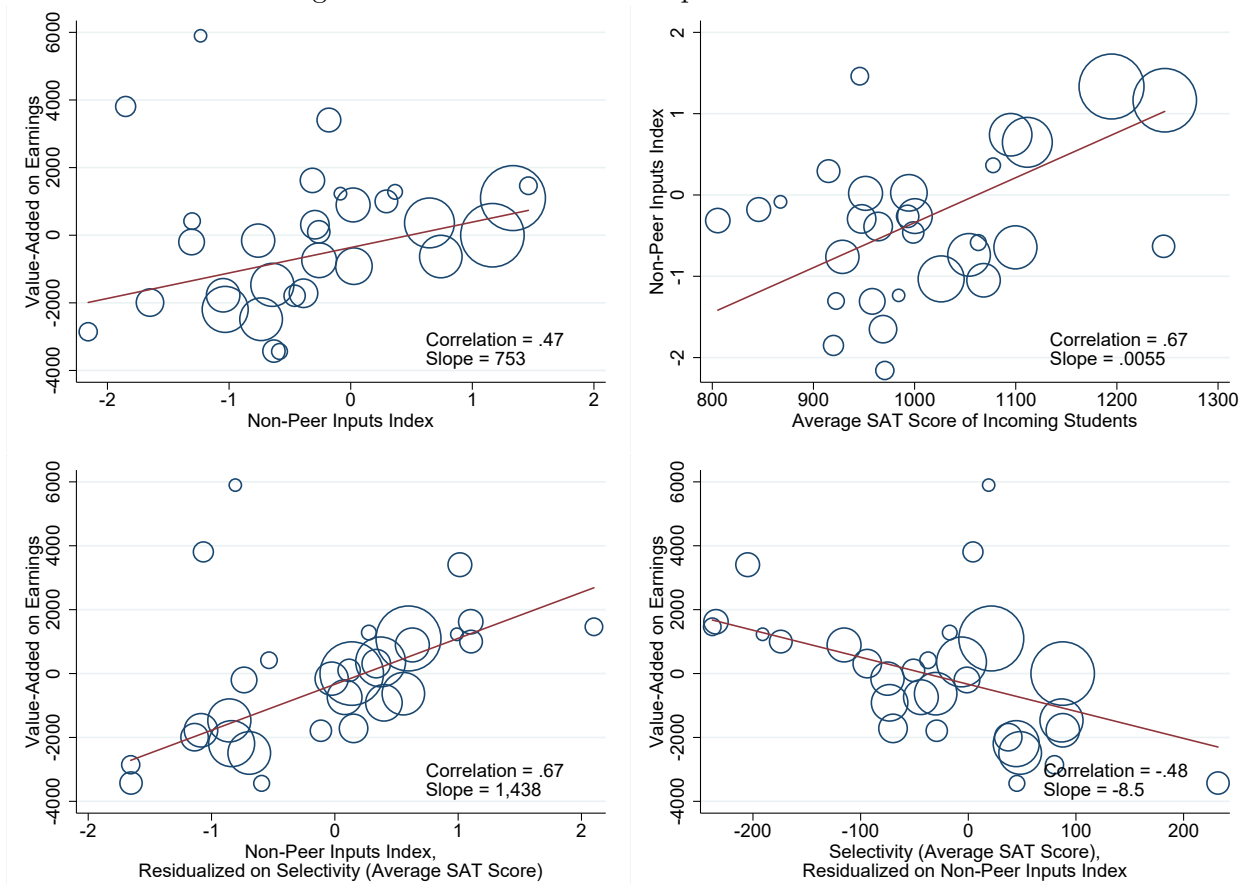 6000
4000
2000
0
-2000
-4000
Value-Added on Earnings
Correlation = .47
Slope = 753
-2 -1 0 1 2
Non-Peer Inputs Index
2
1
0
-1
-2
Non-Peer Inputs Index
Correlation = .67
Slope = .0055
800 900 1000 1100 1200 1300
Average SAT Score of Incoming Students
6000
4000
2000
0
-2000
-4000
Value-Added on Earnings
Correlation = .67
Slope = 1,438
-2 -1 0 1 2
Non-Peer Inputs Index,
Residualized on Selectivity (Average SAT Score)
6000
4000
2000
0
-2000
-4000
Value-Added on Earnings
Correlation = -.48
Slope = -8.5
-200 -100 0 100 200
Selectivity (Average SAT Score),
Residualized on Non-Peer Inputs Index